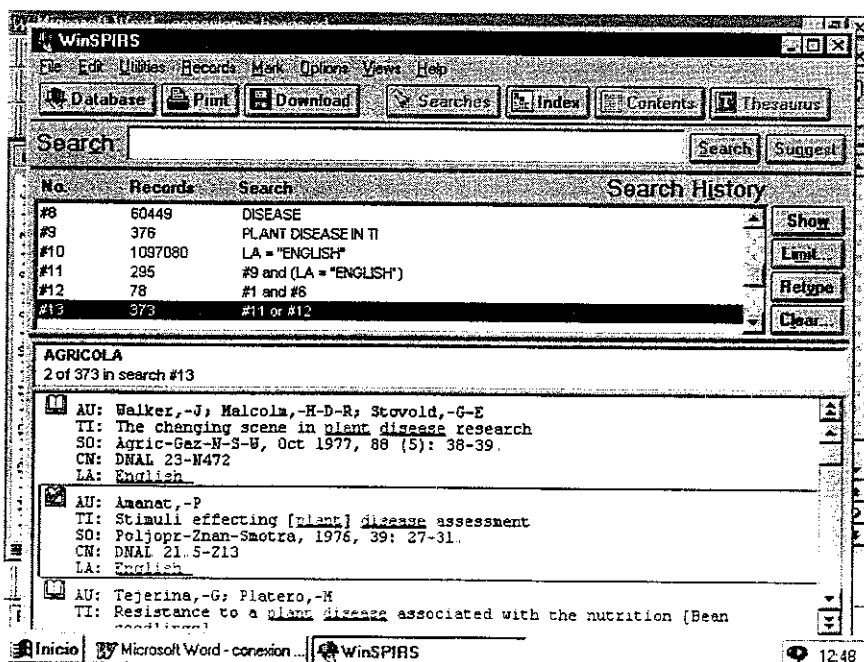 WinSPIRS
File Edit Utilities Records Mark Options Views Help
Database Print Download Searches Index Contents Thesaurus
Search Search Suggest
No. Records Search Search History
#8 60449 DISEASE
#9 376 PLANT DISEASE IN TI
#10 1097080 LA = "ENGLISH"
#11 295 #9 and (LA = "ENGLISH")
#12 78 #1 and #6
#13 373 #11 or #12
Show
Limit...
Retype
Clear...
AGRICOLA
2 of 373 in search #13
AU: Walker,-J; Malcolm,-H-D-R; Stovold,-G-E
TI: The changing scene in plant disease research
SO: Agric-Gaz-N-S-W, Oct 1977, 88 (5): 38-39.
CN: DNAL 23-N472
LA: English
AU: Amanat,-P
TI: Stimuli effecting [plant] disease assessment
SO: Poljopr-Znan-Smotra, 1976, 39: 27-31.
CN: DNAL 21.5-Z13
LA: English
AU: Tejerina,-G; Platero,-M
TI: Resistance to a plant disease associated with the nutrition [Bean
Inicio Microsoft Word - conexion ... WinSPIRS 12:48